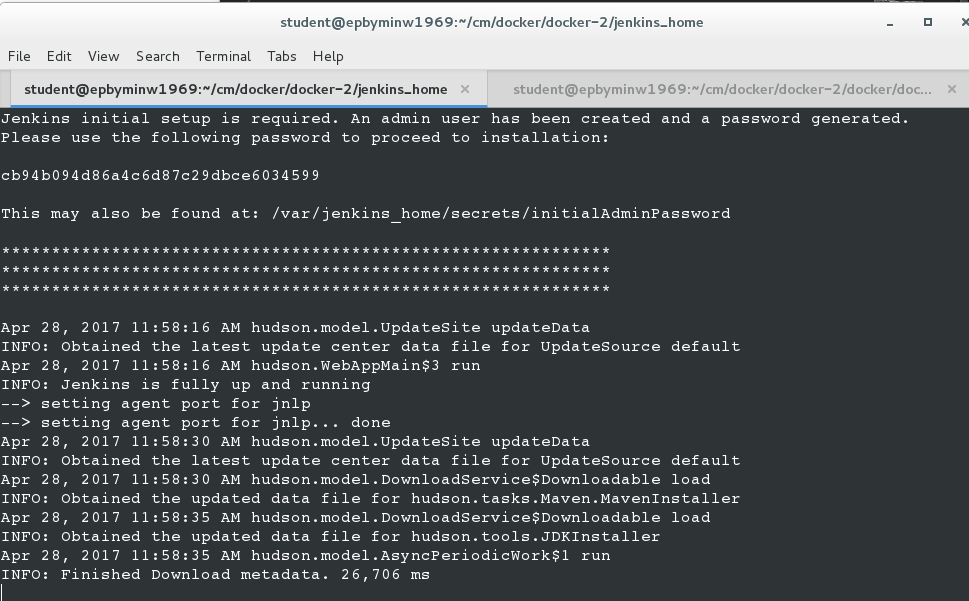 student@epbyminw1969:~/cm/docker/docker-2/jenkins_home
File Edit View Search Terminal Tabs Help
student@epbyminw1969:~/cm/docker/docker-2/jenkins_home × student@epbyminw1969:~/cm/docker/docker-2/docker/doc... ×
Jenkins initial setup is required. An admin user has been created and a password generated.
Please use the following password to proceed to installation:
cb94b094d86a4c6d87c29dbce6034599
This may also be found at: /var/jenkins_home/secrets/initialAdminPassword
*************************************************************
*************************************************************
*************************************************************
Apr 28, 2017 11:58:16 AM hudson.model.UpdateSite updateData
INFO: Obtained the latest update center data file for UpdateSource default
Apr 28, 2017 11:58:16 AM hudson.WebAppMain$3 run
INFO: Jenkins is fully up and running
--> setting agent port for jnlp
--> setting agent port for jnlp... done
Apr 28, 2017 11:58:30 AM hudson.model.UpdateSite updateData
INFO: Obtained the latest update center data file for UpdateSource default
Apr 28, 2017 11:58:30 AM hudson.model.DownloadService$Downloadable load
INFO: Obtained the updated data file for hudson.tasks.Maven.MavenInstaller
Apr 28, 2017 11:58:35 AM hudson.model.DownloadService$Downloadable load
INFO: Obtained the updated data file for hudson.tools.JDKInstaller
Apr 28, 2017 11:58:35 AM hudson.model.AsyncPeriodicWork$1 run
INFO: Finished Download metadata. 26,706 ms